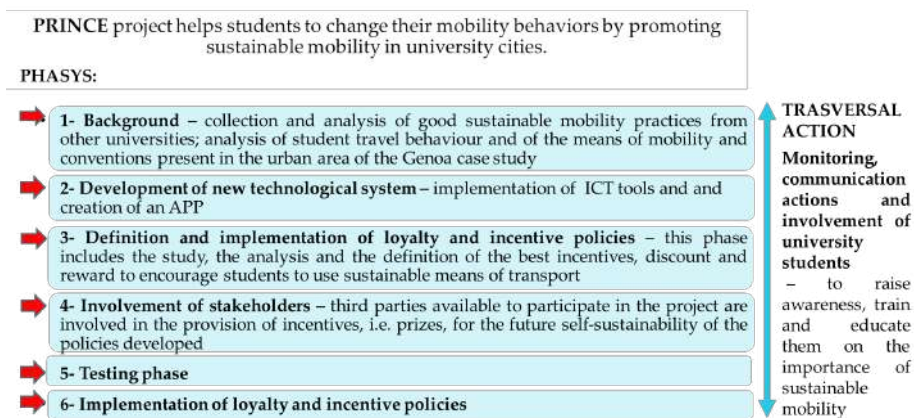 PRINCE project helps students to change their mobility behaviors by promoting
sustainable mobility in university cities.
PHASYS:
1- Background – collection and analysis of good sustainable mobility practices from
other universities; analysis of student travel behaviour and of the means of mobility and
conventions present in the urban area of the Genoa case study
2- Development of new technological system – implementation of ICT tools and and
creation of an APP
3- Definition and implementation of loyalty and incentive policies – this phase
includes the study, the analysis and the definition of the best incentives, discount and
reward to encourage students to use sustainable means of transport
4- Involvement of stakeholders – third parties available to participate in the project are
involved in the provision of incentives, i.e. prizes, for the future self-sustainability of the
policies developed
5- Testing phase
6- Implementation of loyalty and incentive policies
TRASVERSAL
ACTION
Monitoring,
communication
actions and
involvement of
university
students
– to raise
awareness, train
and educate
them on the
importance of
sustainable
mobility